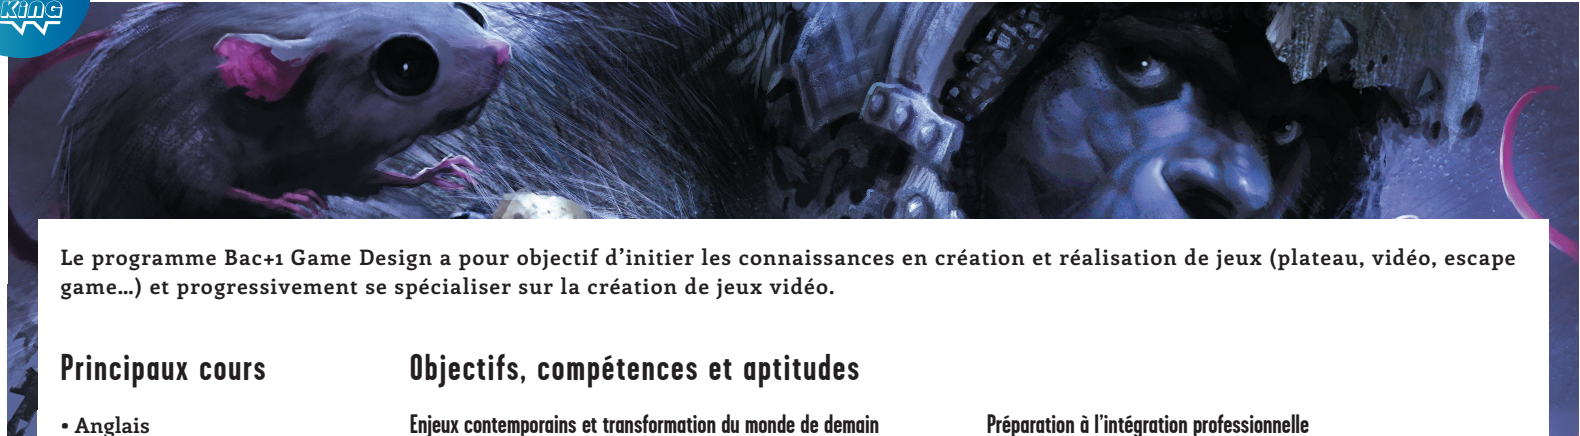 KING
Le programme Bac+1 Game Design a pour objectif d’initier les connaissances en création et réalisation de jeux (plateau, vidéo, escape
game…) et progressivement se spécialiser sur la création de jeux vidéo.
Principaux cours
• Anglais
Objectifs, compétences et aptitudes
Enjeux contemporains et transformation du monde de demain
Préparation à l’intégration professionnelle